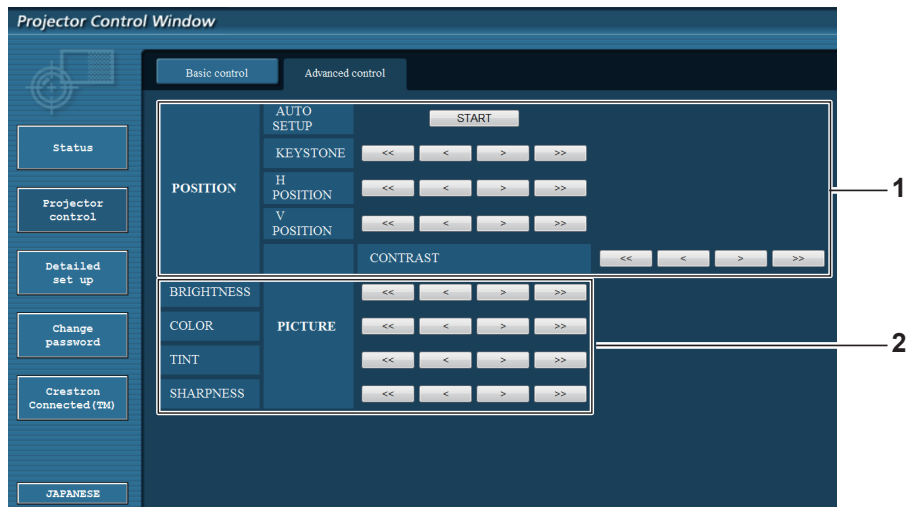 Projector Control Window
Basic control
Advanced control
Status
Projector
control
Detailed
set up
Change
password
Crestron
Connected(TM)
JAPANESE
POSITION
AUTO
SETUP
START
KEYSTONE
<< < > >>
H
POSITION
<< < > >>
V
POSITION
<< < > >>
CONTRAST
<< < > >>
1
BRIGHTNESS
PICTURE
<< < > >>
COLOR
<< < > >>
TINT
<< < > >>
SHARPNESS
<< < > >>
2